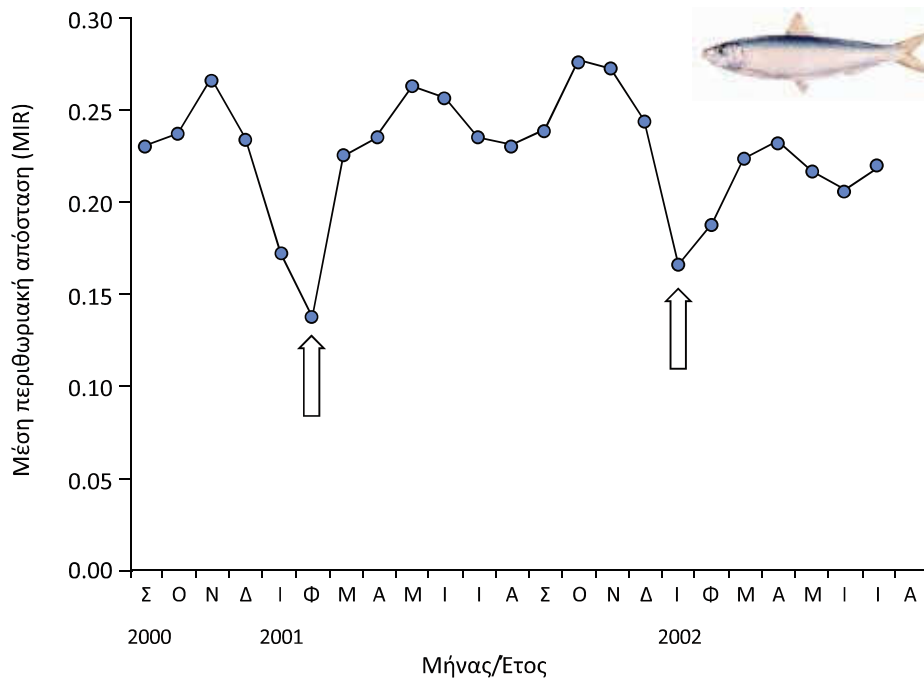 Μέση περιθωριακή απόσταση (MIR)
0.30
0.25
0.20
0.15
0.10
0.05
0.00
Σ Ο Ν Δ Ι Φ Μ Α Μ Ι Ι Α Σ Ο Ν Δ Ι Φ Μ Α Μ Ι Ι Α
2000 2001 2002
Μήνας/Έτος